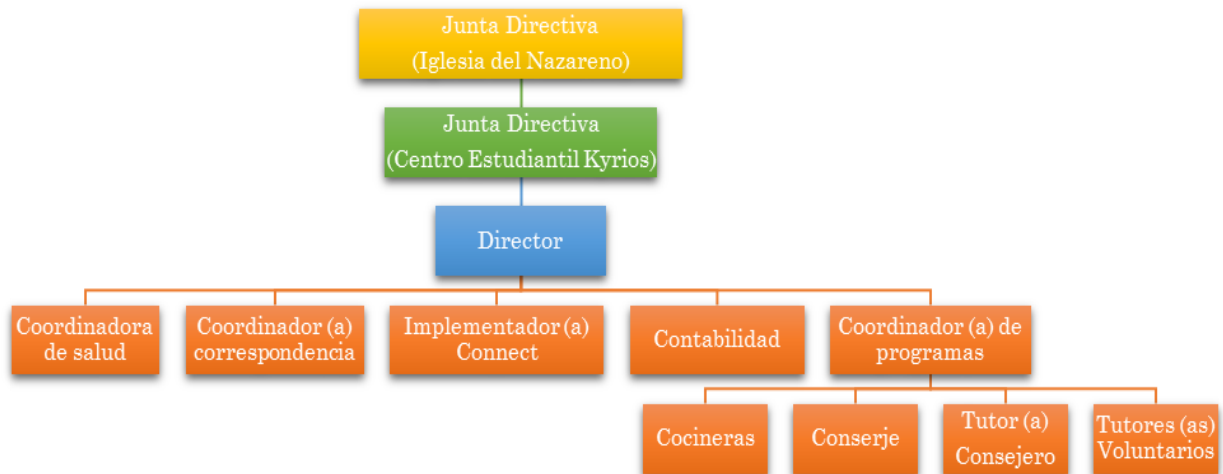 Junta Directiva
(Iglesia del Nazareno)
Junta Directiva
(Centro Estudiantil Kyrios)
Director
Coordinadora
de salud
Coordinador (a)
correspondencia
Implementador (a)
Connect
Contabilidad
Coordinador (a) de
programas
Cocineras
Conserje
Tutor (a)
Consejero
Tutores (as)
Voluntarios